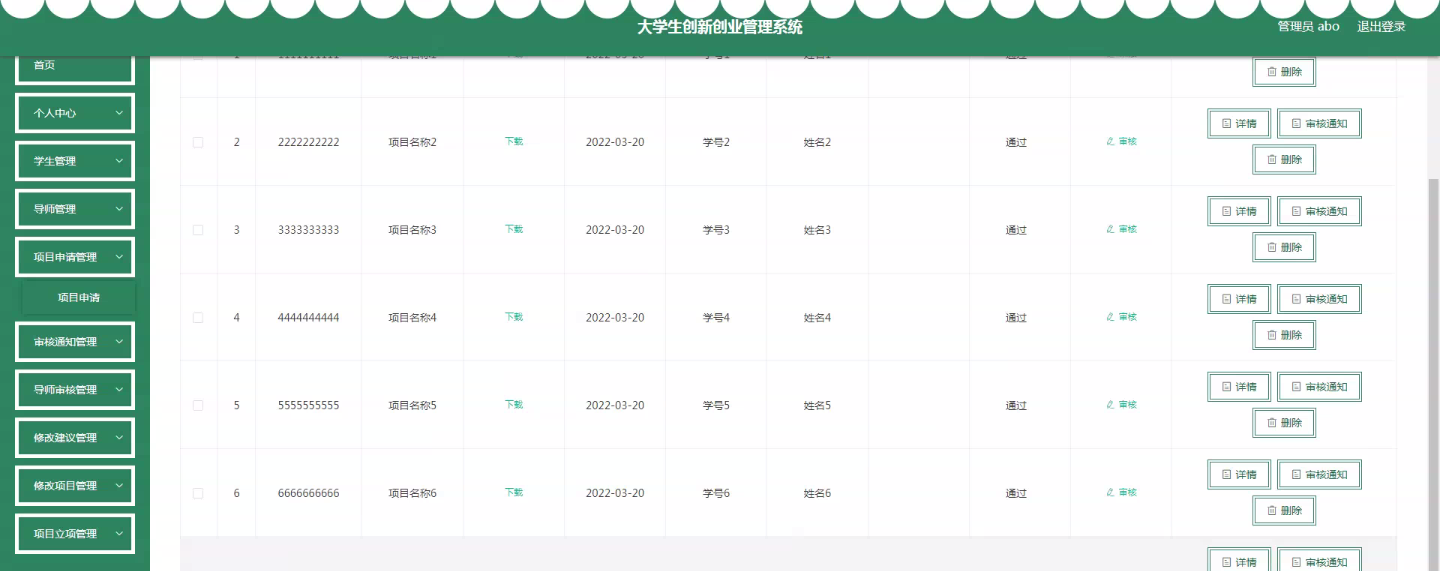 大学生创新创业管理系统
管理员 abo 退出登录
首页
个人中心
学生管理
导师管理
项目申请管理
项目申请
审核通知管理
导师审核管理
修改建议管理
修改项目管理
项目立项管理
删除
2 2222222222 项目名称2 下载 2022-03-20 学号2 姓名2 通过 审核 详情 审核通知
删除
3 3333333333 项目名称3 下载 2022-03-20 学号3 姓名3 通过 审核 详情 审核通知
删除
4 4444444444 项目名称4 下载 2022-03-20 学号4 姓名4 通过 审核 详情 审核通知
删除
5 5555555555 项目名称5 下载 2022-03-20 学号5 姓名5 通过 审核 详情 审核通知
删除
6 6666666666 项目名称6 下载 2022-03-20 学号6 姓名6 通过 审核 详情 审核通知
删除
详情 审核通知